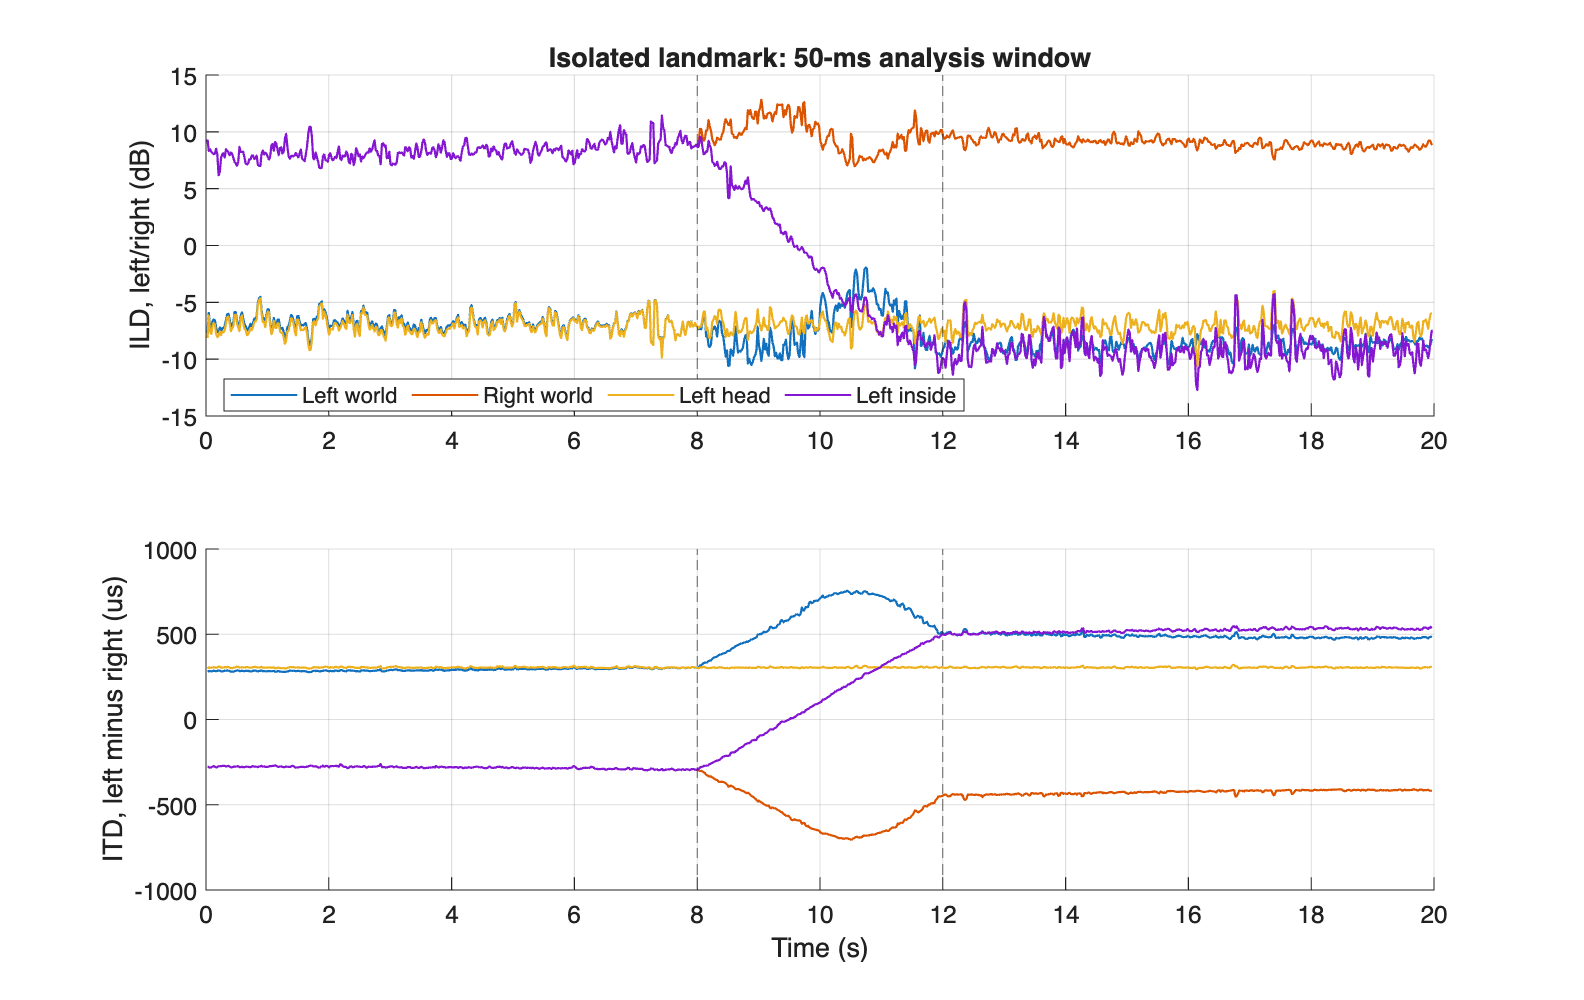 Isolated landmark: 50-ms analysis window
15
10
5
0
-5
-10
-15
ILD, left/right (dB)
Left world Right world Left head Left inside
0 2 4 6 8 10 12 14 16 18 20
1000
500
0
-500
-1000
ITD, left minus right (us)
0 2 4 6 8 10 12 14 16 18 20
Time (s)